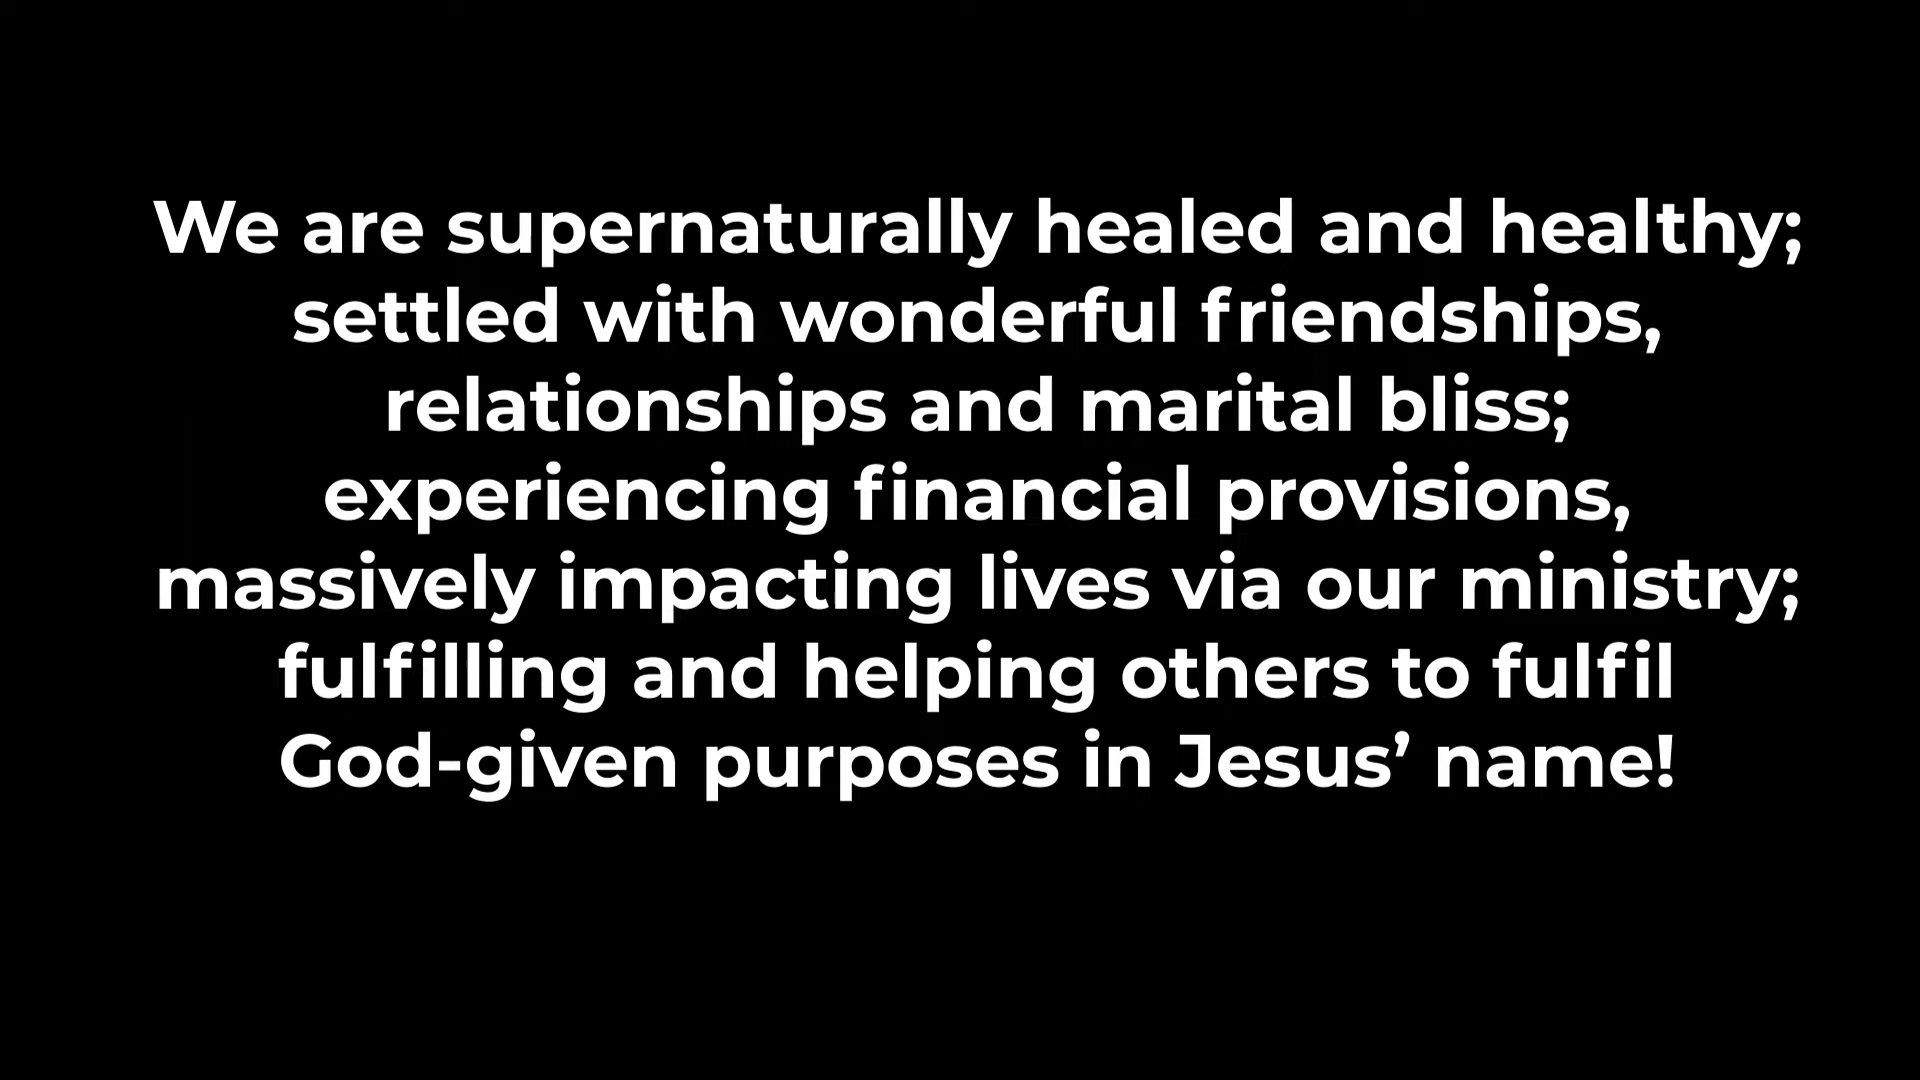 We are supernaturally healed and healthy;
settled with wonderful friendships,
relationships and marital bliss;
experiencing financial provisions,
massively impacting lives via our ministry;
fulfilling and helping others to fulfil
God-given purposes in Jesus’ name!